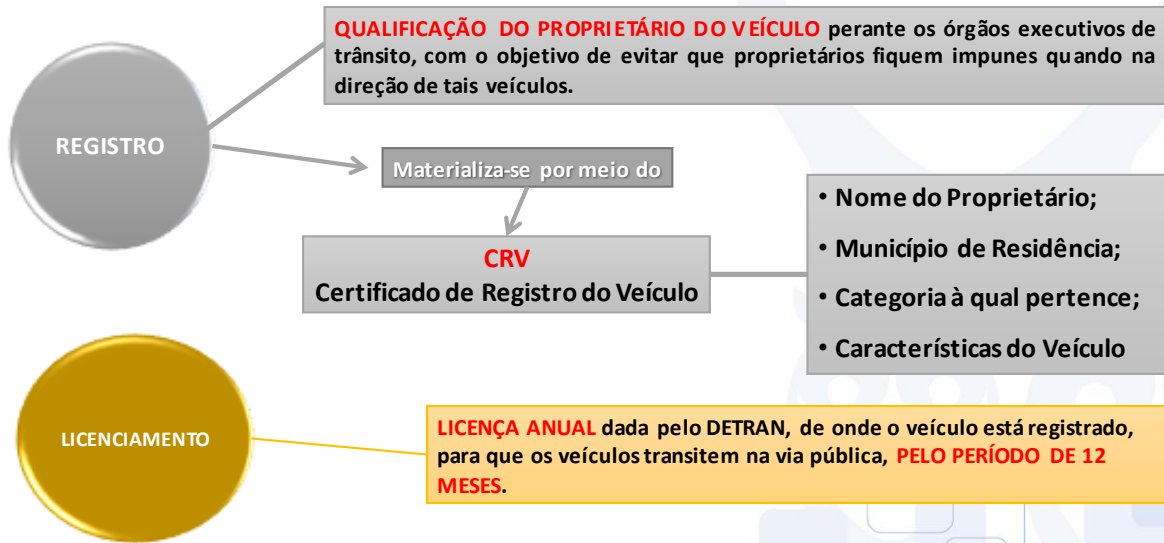 QUALIFICAÇÃO DO PROPRIETÁRIO DO VEÍCULO perante os órgãos executivos de
trânsito, com o objetivo de evitar que proprietários fiquem impunes quando na
direção de tais veículos.
REGISTRO
Materializa-se por meio do
CRV
Certificado de Registro do Veículo
• Nome do Proprietário;
• Município de Residência;
• Categoria à qual pertence;
• Características do Veículo
LICENCIAMENTO
LICENÇA ANUAL dada pelo DETRAN, de onde o veículo está registrado,
para que os veículos transitem na via pública, PELO PERÍODO DE 12
MESES.